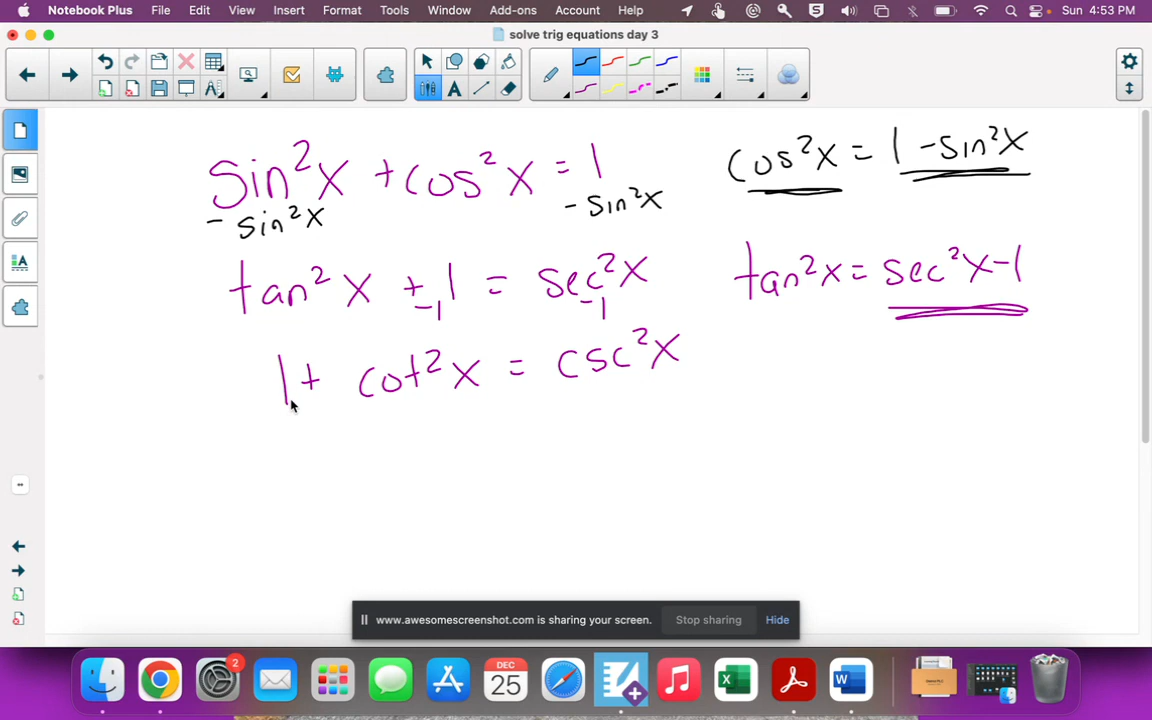 Notebook Plus File Edit View Insert Format Tools Window Add-ons Account Help Sun 4:53 PM
solve trig equations day 3
sin²x + cos²x = 1
- sin²x - sin²x
cos²x = 1 - sin²x
tan²x + 1 = sec²x
-1 -1
tan²x = sec²x - 1
1 + cot²x = csc²x
www.awesomescreenshot.com is sharing your screen. Stop sharing Hide
2
DEC
25